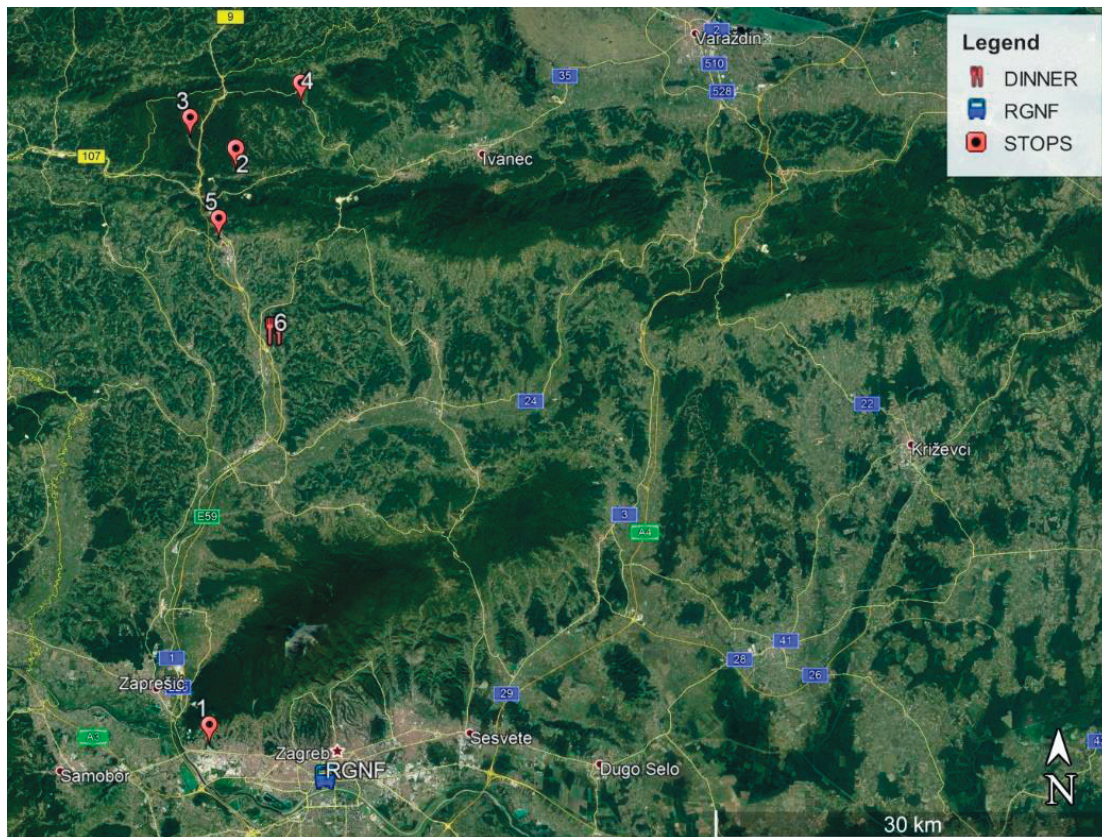 9
Varaždin
2
510
35
528
4
3
2
107
Ivanec
5
6
24
22
Križevci
E59
3
A4
1
41
28
26
Zaprešić
29
1
A3
Zagreb
Sesvete
RGNF
Samobor
Dugo Selo
N
30 km
Legend
DINNER
RGNF
STOPS